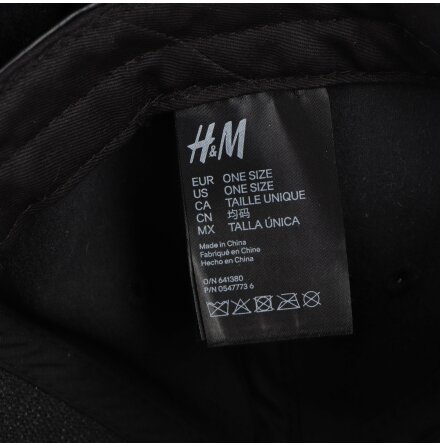 H&M
EUR ONE SIZE
US ONE SIZE
CA TAILLE UNIQUE
CN 均码
MX TALLA ÚNICA
Made in China
Fabriqué en Chine
Hecho en China
O/N 641380
P/N 0547773 6